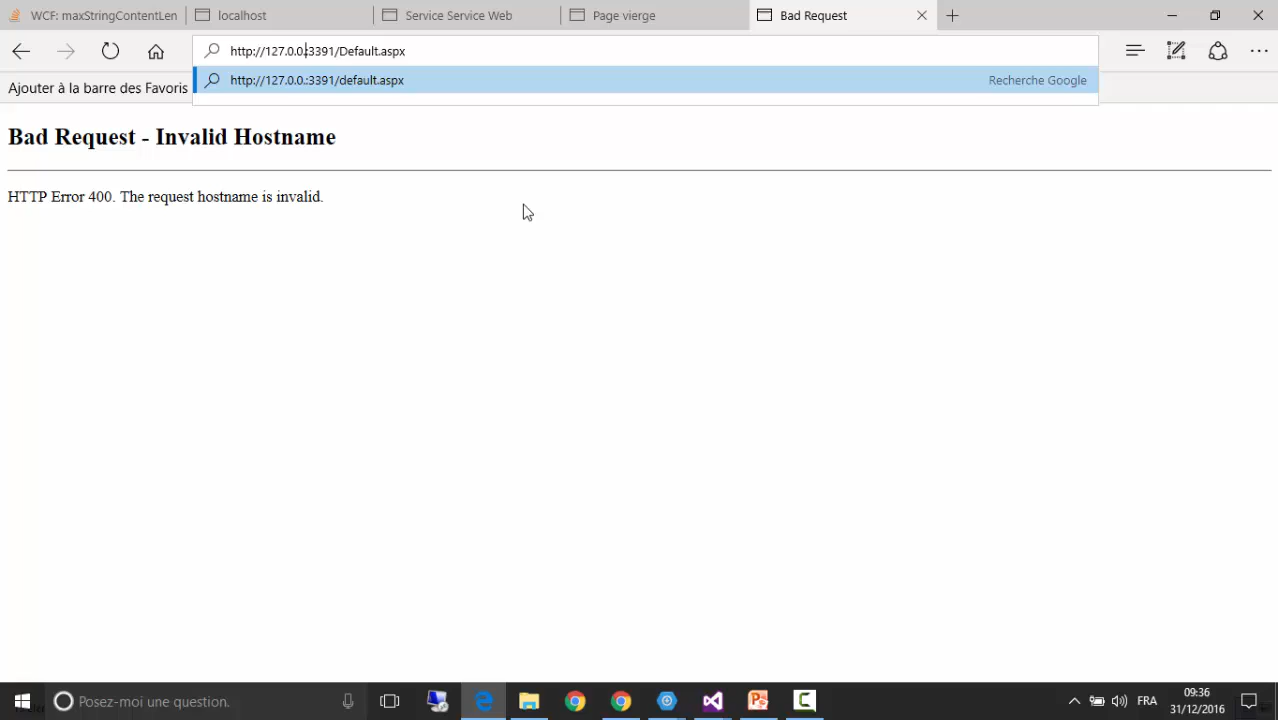 WCF: maxStringContentLen
localhost
Service Service Web
Page vierge
Bad Request
http://127.0.0.:3391/Default.aspx
http://127.0.0.:3391/default.aspx Recherche Google
Ajouter à la barre des Favoris
Bad Request - Invalid Hostname
HTTP Error 400. The request hostname is invalid.
Posez-moi une question.
FRA
09:36
31/12/2016